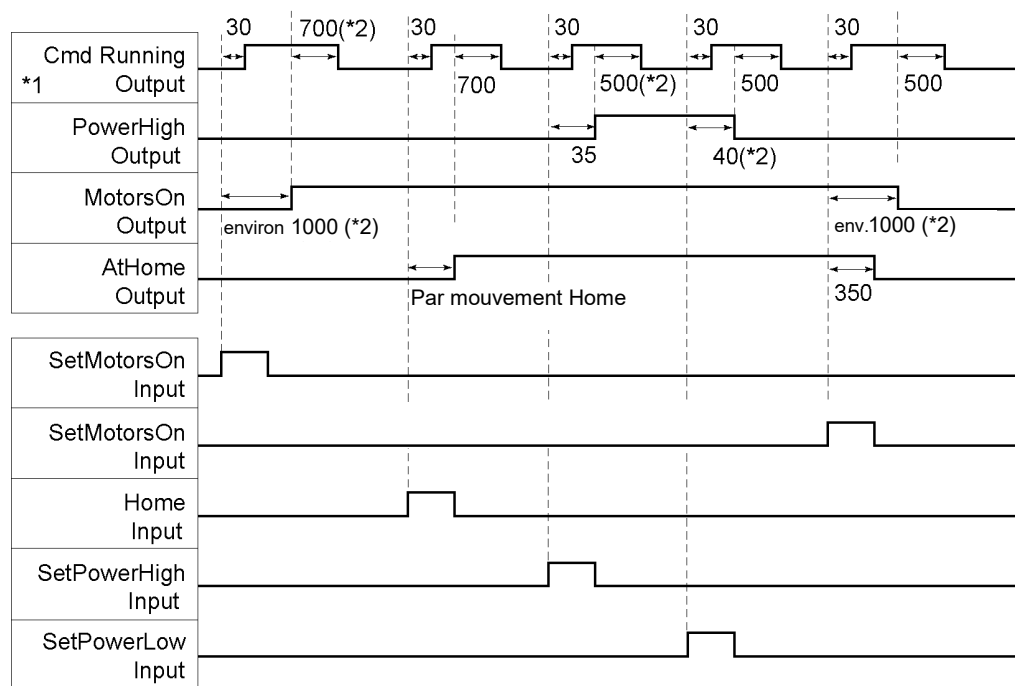 30 700(*2) 30 30 30 30
Cmd Running
*1 Output
700 500(*2) 500 500
PowerHigh
Output
35 40(*2)
MotorsOn
Output
environ 1000 (*2) env.1000 (*2)
AtHome
Output
Par mouvement Home 350
SetMotorsOn
Input
SetMotorsOn
Input
Home
Input
SetPowerHigh
Input
SetPowerLow
Input